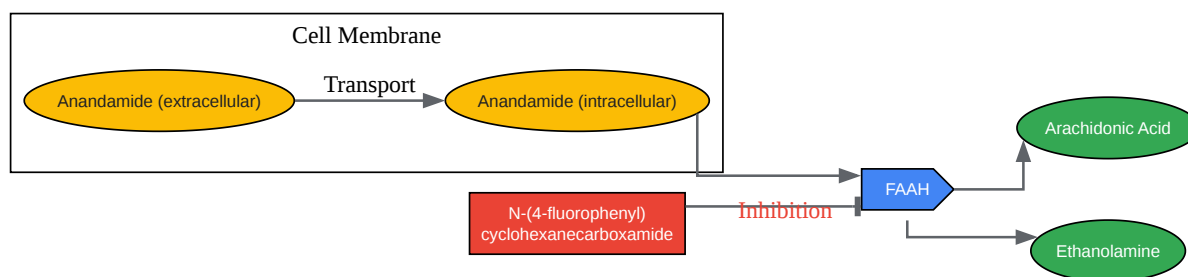 Cell Membrane
Anandamide (extracellular)
Transport
Anandamide (intracellular)
Arachidonic Acid
FAAH
N-(4-fluorophenyl)
cyclohexanecarboxamide
Inhibition
Ethanolamine